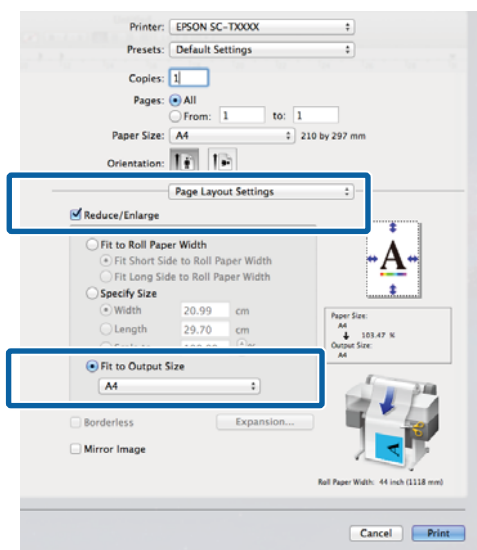 Printer: EPSON SC-TXXXX
Presets: Default Settings
Copies: 1
Pages: All
From: 1 to: 1
Paper Size: A4 210 by 297 mm
Orientation:
Page Layout Settings
Reduce/Enlarge
Fit to Roll Paper Width
Fit Short Side to Roll Paper Width
Fit Long Side to Roll Paper Width
Specify Size
Width 20.99 cm
Length 29.70 cm
A
Paper Size:
A4
103.47 %
Output Size:
A4
Fit to Output Size
A4
Borderless Expansion...
Mirror Image
A
Roll Paper Width: 44 inch (1118 mm)
Cancel Print